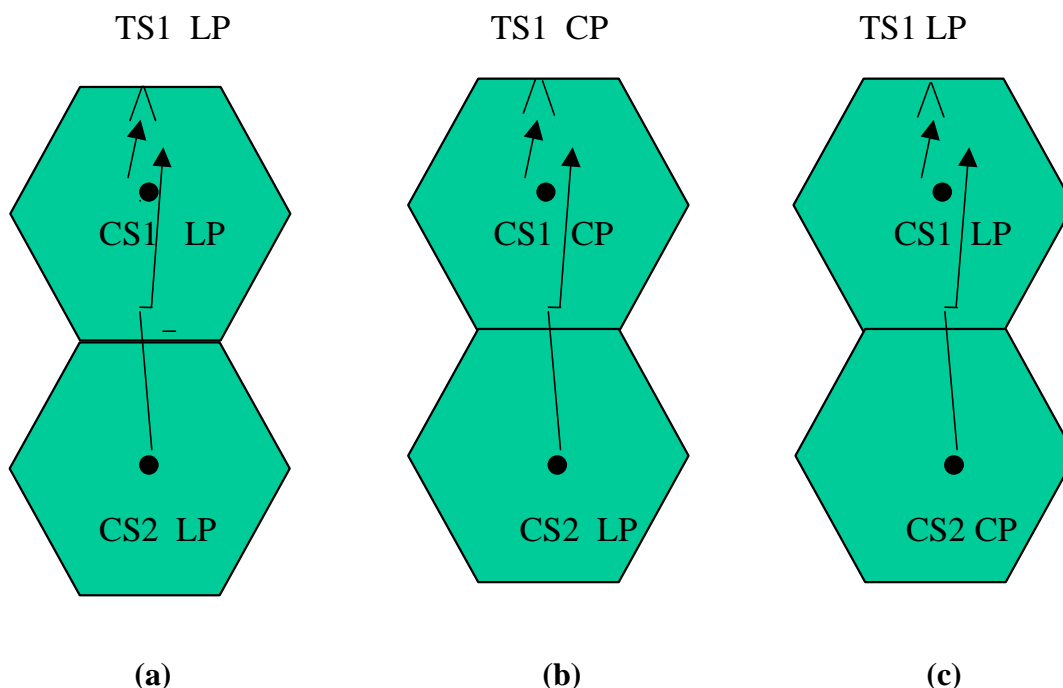 TS1 LP
TS1 CP
TS1 LP
CS1 LP
CS1 CP
CS1 LP
CS2 LP
CS2 LP
CS2 CP
(a)
(b)
(c)